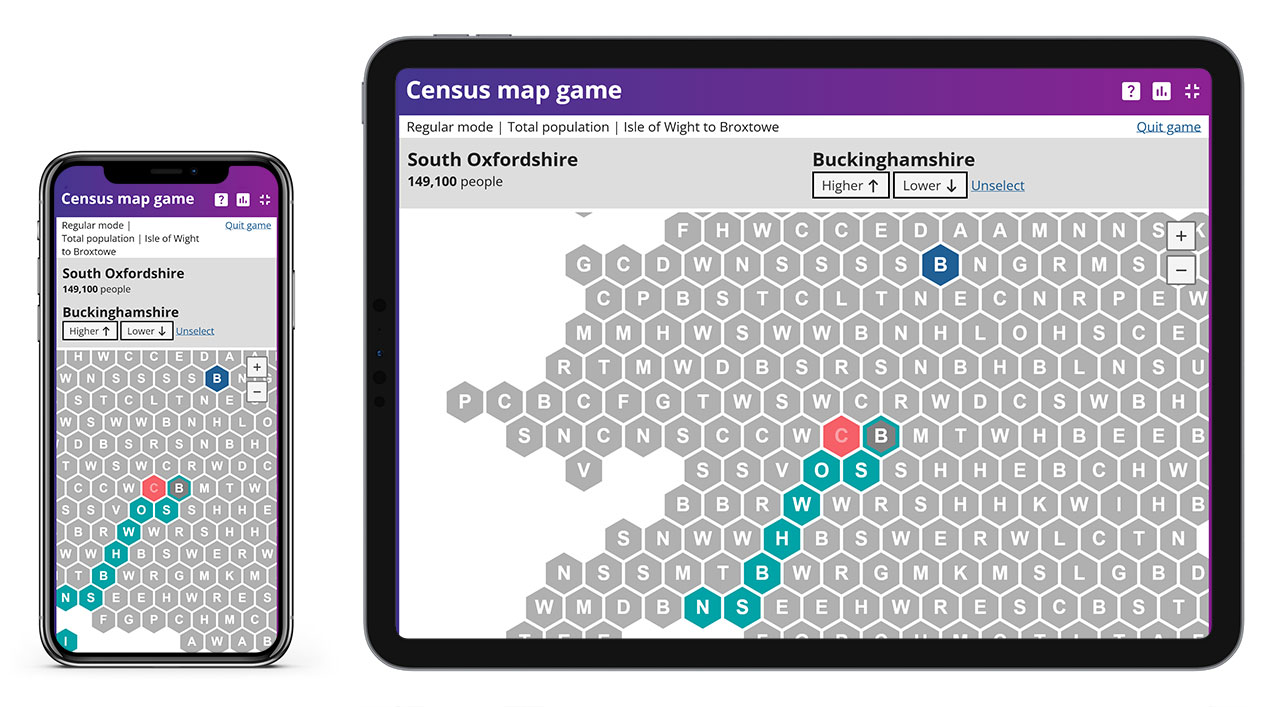 Census map game
Regular mode |
Total population | Isle of Wight
to Broxtowe
Quit game
South Oxfordshire
149,100 people
Buckinghamshire
Higher ↑ Lower ↓ Unselect
H W C C E D A A
+
W N S S S S S B N G
−
S T C L T N E
W S W W B N H L O
D B S R S N B H
T W S W C R W D C
C C W C B M T W
S S V O S S H H E
B R W W R S H H
W W H B S W E R W
T B W R G M K M
N S E E H W R E S
F G P C H M C
I A W A B
Census map game
?
Regular mode | Total population | Isle of Wight to Broxtowe Quit game
South Oxfordshire
149,100 people
Buckinghamshire
Higher ↑ Lower ↓ Unselect
F H W C C E D A A M N N S K
+
G C D W N S S S S B N G R M S
−
C P B S T C L T N E C N R P E W
M M H W S W W B N H L O H S C E
R T M W D B S R S N B H B L N S U
P C B C F G T W S W C R W D C S W B H
S N C N S C C W C B M T W H B E E B
V S S V O S S H H E B C H W
B B R W W R S H H K W I H B
S N W W H B S W E R W L C T N
N S S M T B W R G M K M S L G B D
W M D B N S E E H W R E S C B S T